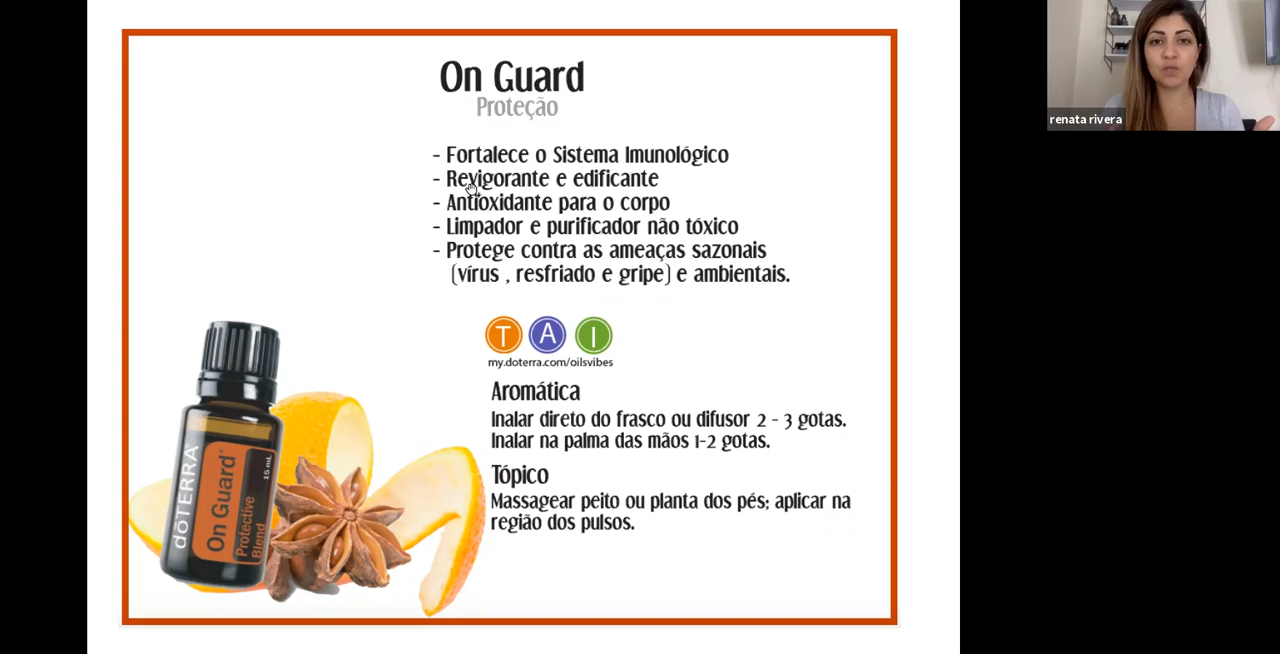 On Guard
Proteção
- Fortalece o Sistema Imunológico
- Revigorante e edificante
- Antioxidante para o corpo
- Limpador e purificador não tóxico
- Protege contra as ameaças sazonais
(vírus , resfriado e gripe) e ambientais.
T A I
my.doterra.com/oilsvibes
Aromática
Inalar direto do frasco ou difusor 2 - 3 gotas.
Inalar na palma das mãos 1-2 gotas.
Tópico
Massagear peito ou planta dos pés; aplicar na
região dos pulsos.
dōTERRA
On Guard®
Protective
Blend
15 mL
renata rivera